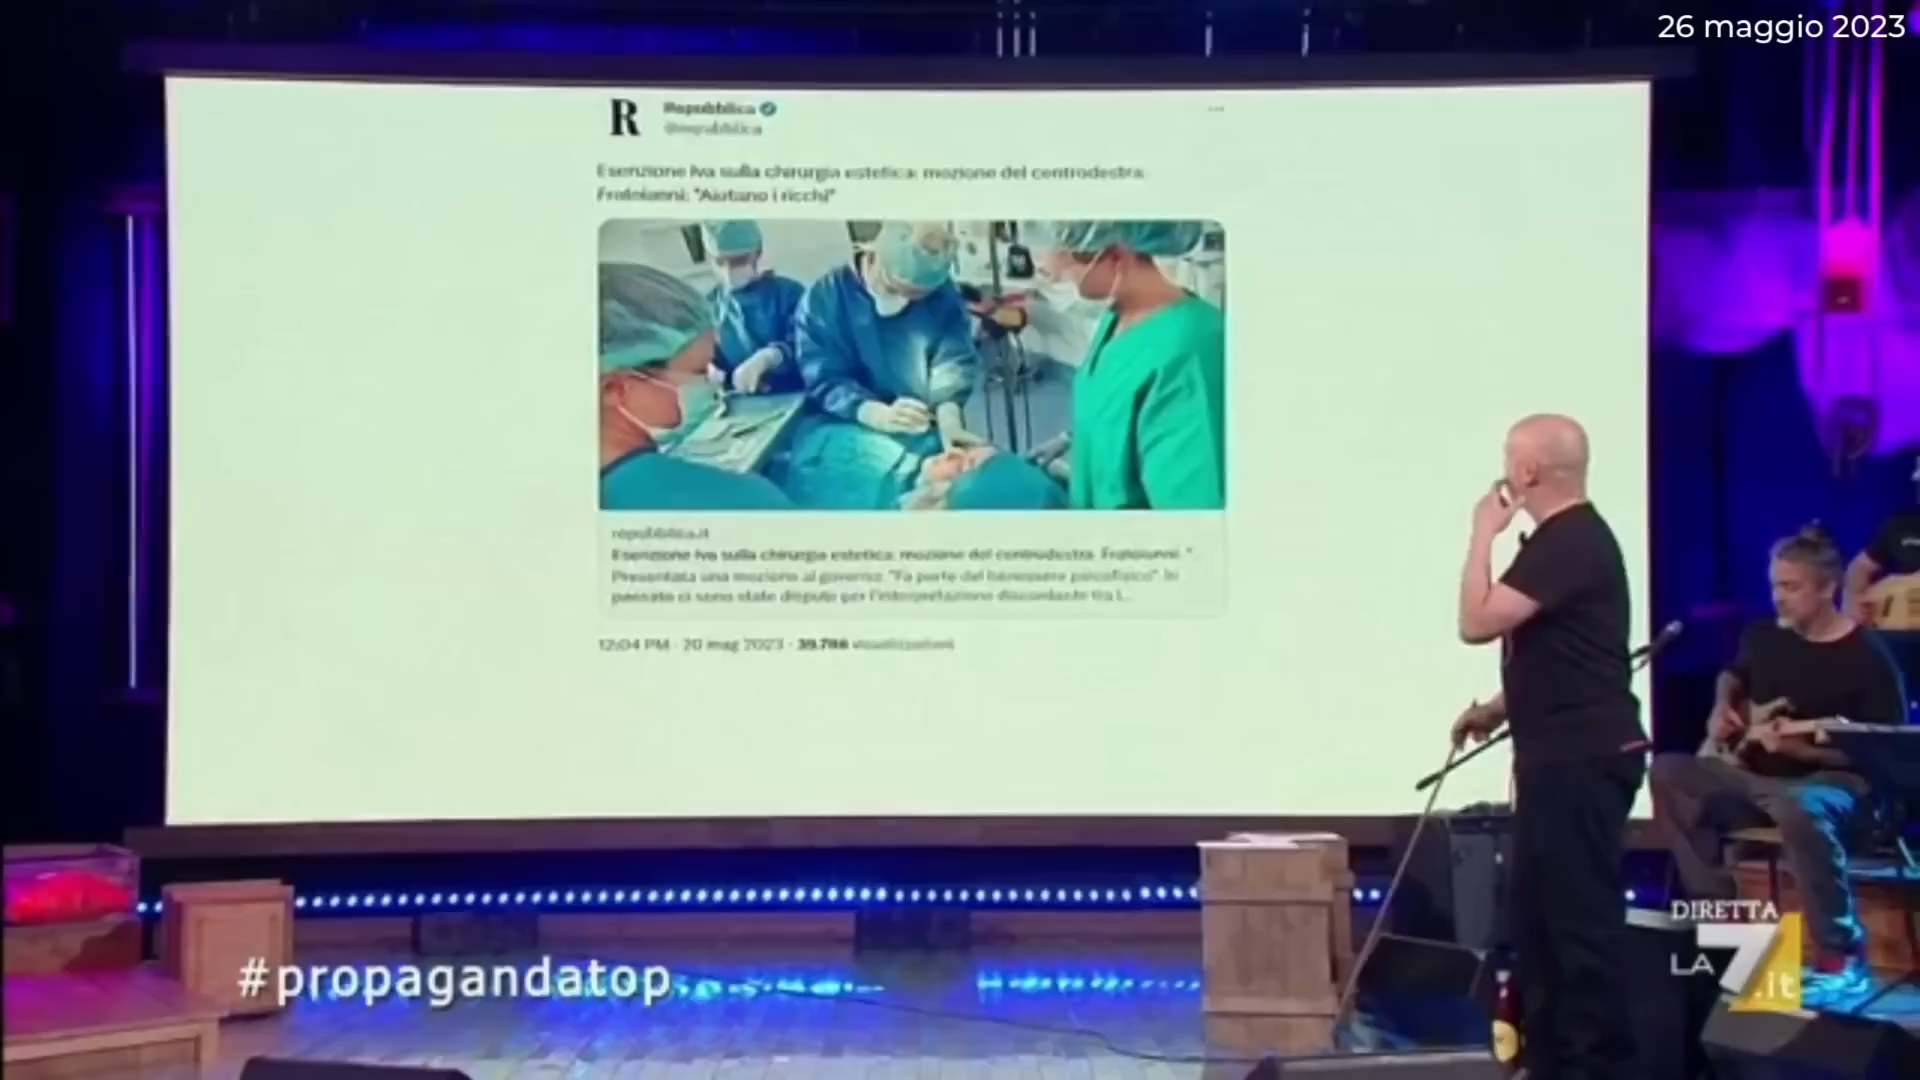 26 maggio 2023
R
Repubblica
@repubblica
Esenzione Iva sulla chirurgia estetica: mozione del centrodestra.
Fratoianni: "Aiutano i ricchi"
repubblica.it
Esenzione Iva sulla chirurgia estetica: mozione del centrodestra. Fratoianni: "
Presentata una mozione al governo: "Fa parte del benessere psicofisico". In
passato ci sono state dispute per l'interpretazione discordante tra l...
12:04 PM · 20 mag 2023 · 39.786 visualizzazioni
DIRETTA
LA7.it
#propagandatop